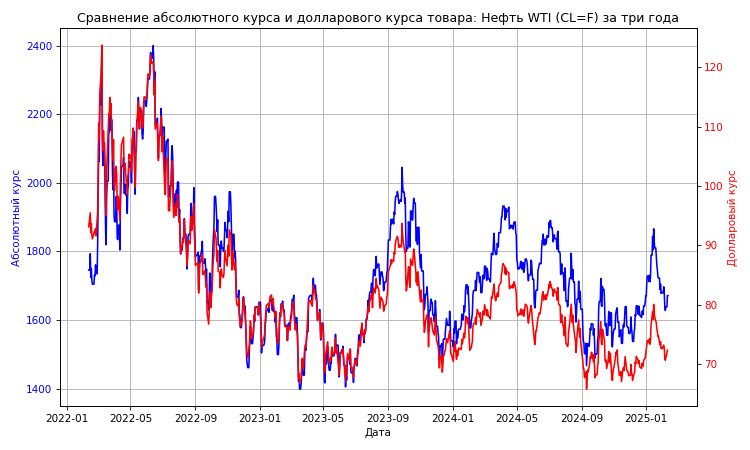 Сравнение абсолютного курса и долларового курса товара: Нефть WTI (CL=F) за три года
Абсолютный курс
2400
2200
2000
1800
1600
1400
120
110
100
90
80
70
Долларовый курс
2022-01 2022-05 2022-09 2023-01 2023-05 2023-09 2024-01 2024-05 2024-09 2025-01
Дата